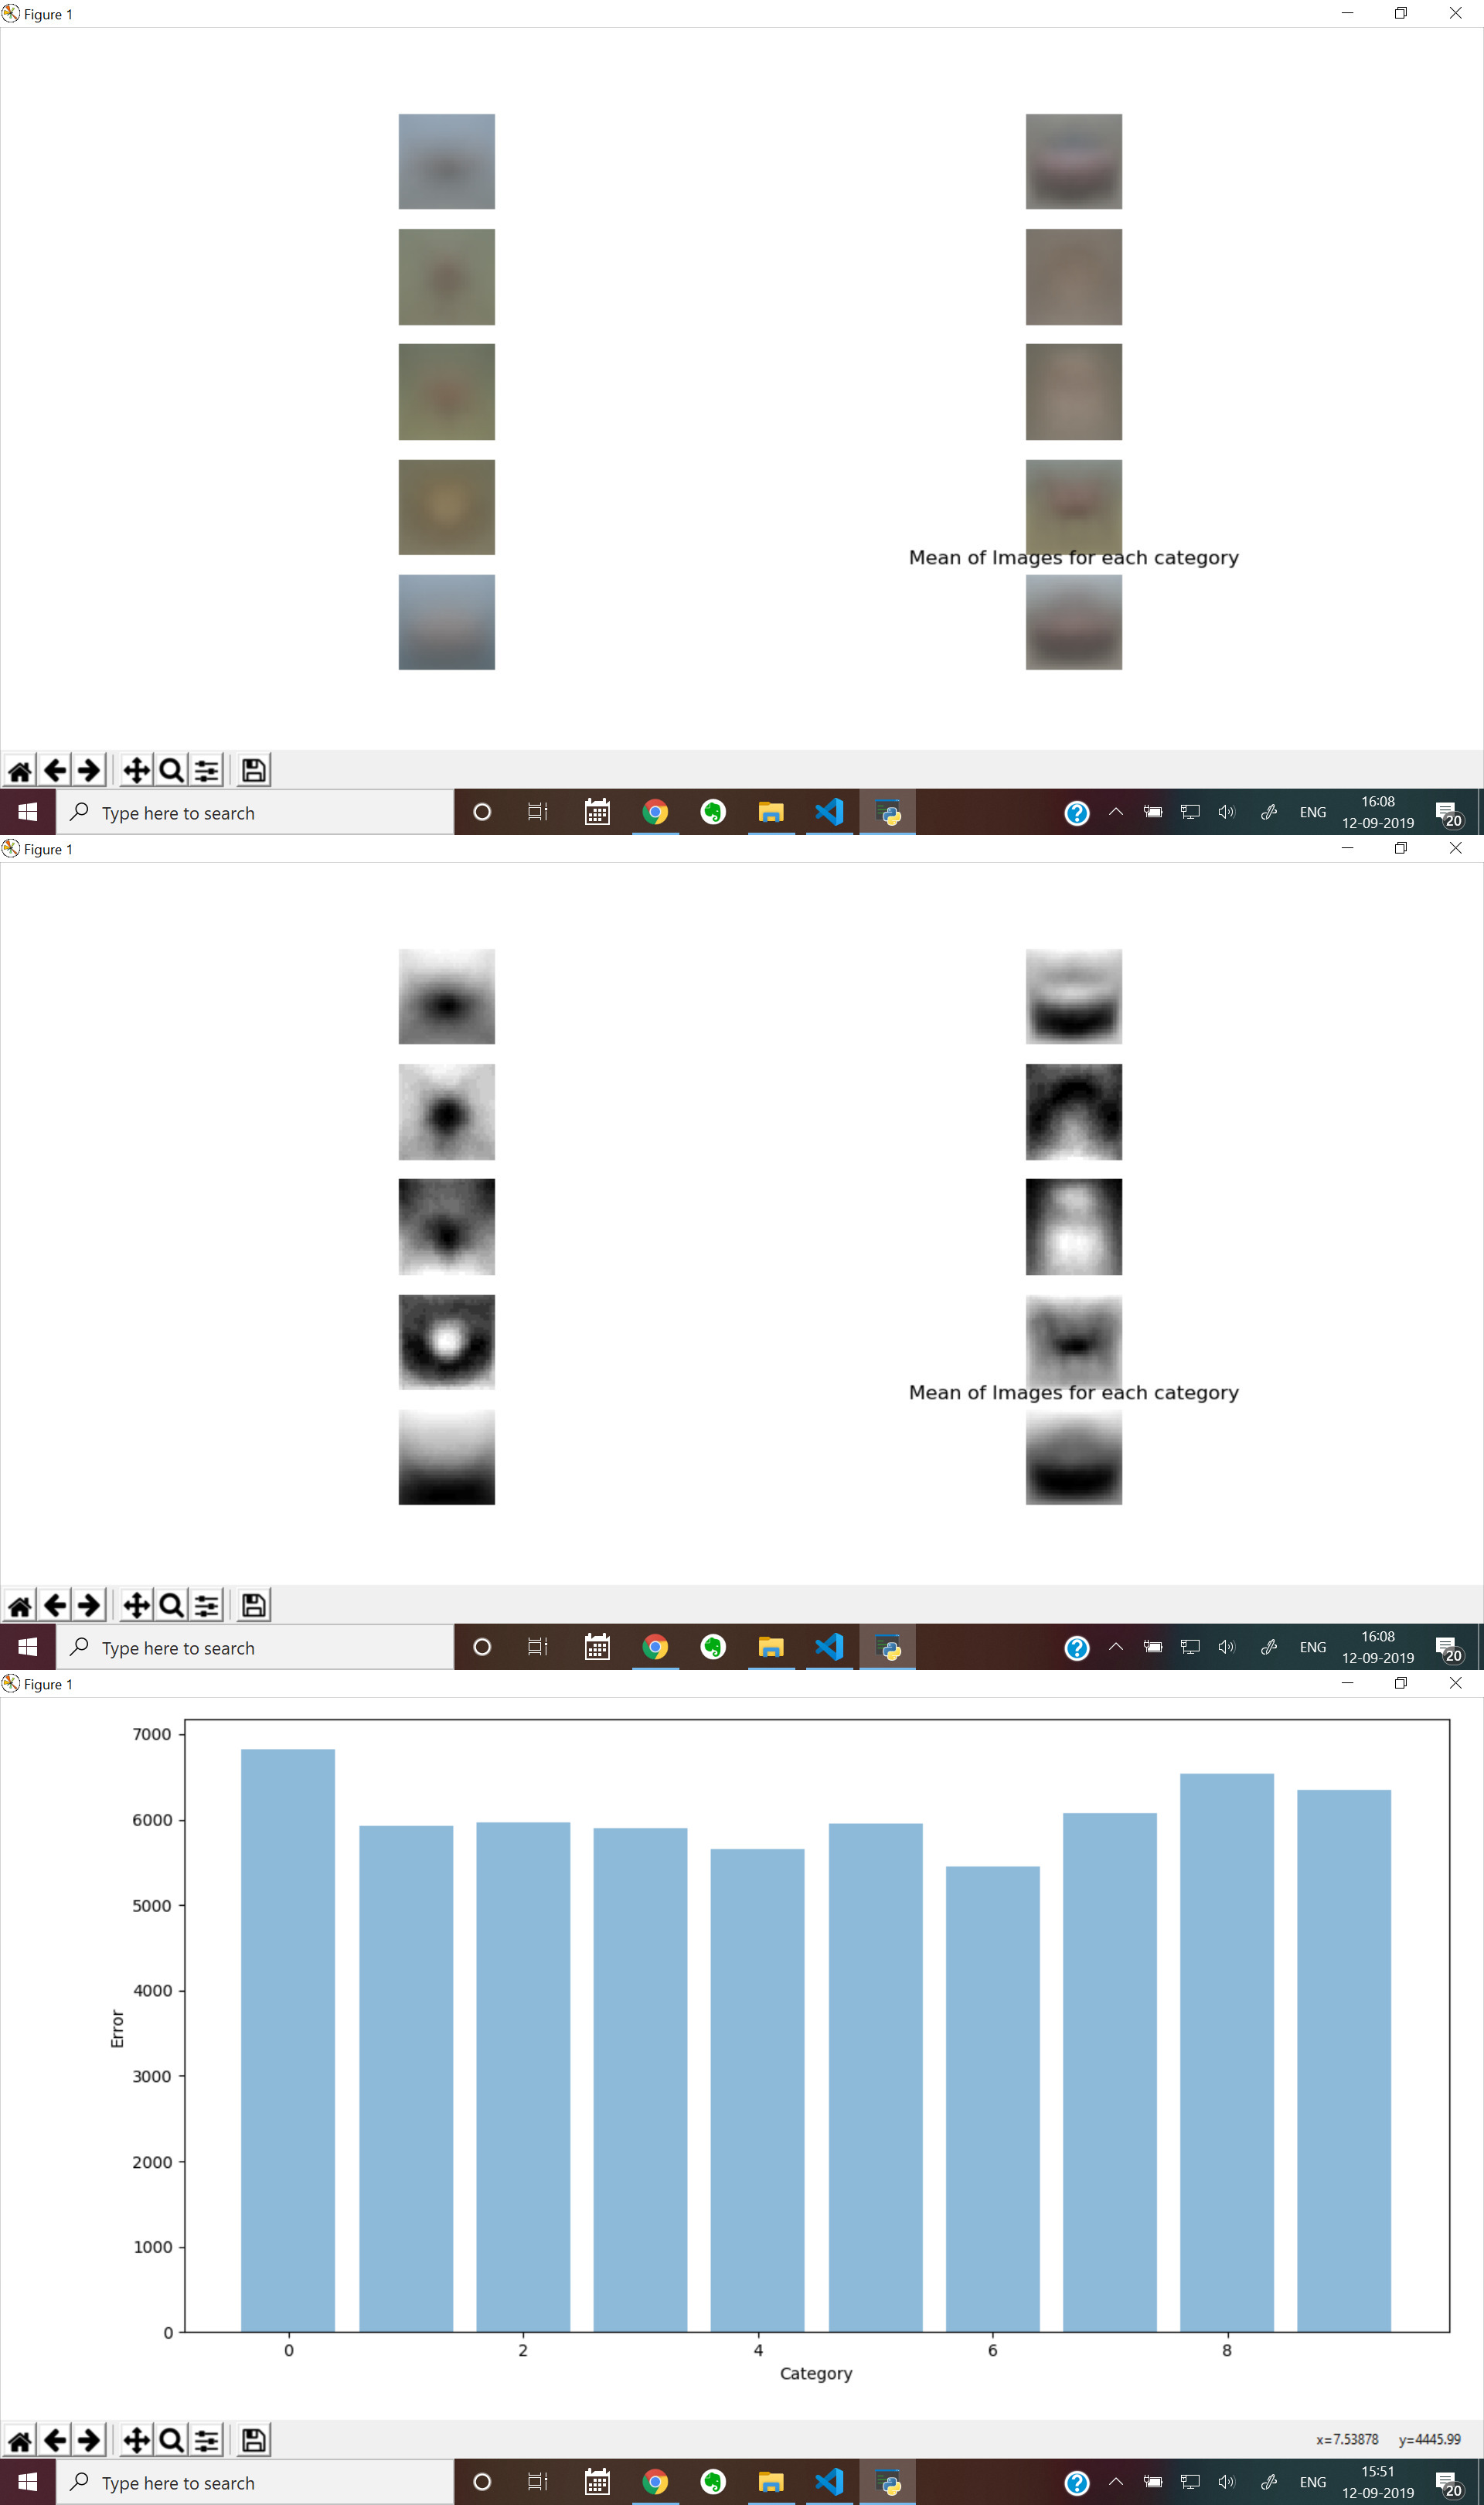 Figure 1
Mean of Images for each category
Type here to search
ENG
16:08
12-09-2019
20
Figure 1
Mean of Images for each category
Type here to search
ENG
16:08
12-09-2019
20
Figure 1
7000
6000
5000
4000
3000
2000
1000
0
Error
0 2 4 6 8
Category
x=7.53878 y=4445.99
Type here to search
ENG
15:51
12-09-2019
20